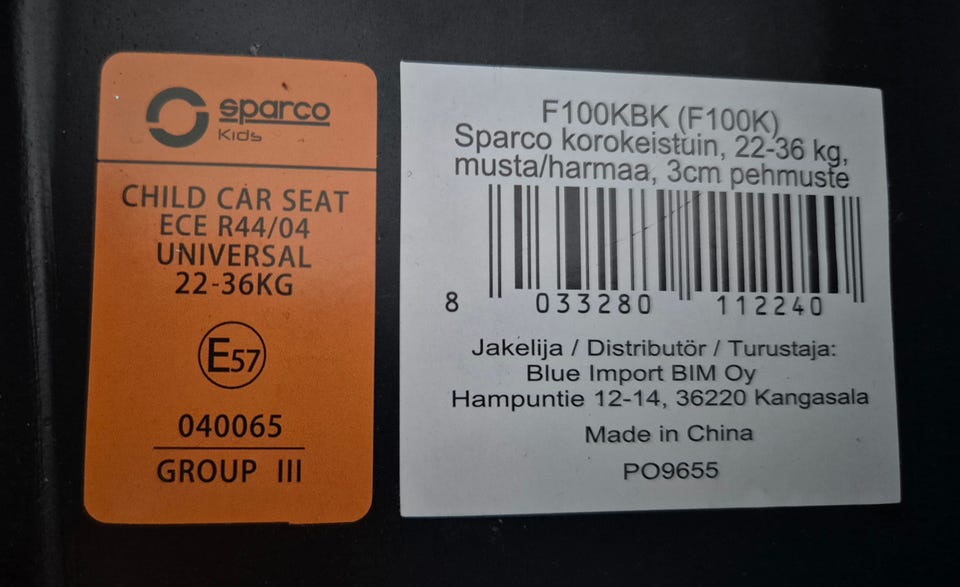 sparco
Kids
CHILD CAR SEAT
ECE R44/04
UNIVERSAL
22-36KG
E57
040065
GROUP III
F100KBK (F100K)
Sparco korokeistuin, 22-36 kg,
musta/harmaa, 3cm pehmuste
8 033280 112240
Jakelija / Distributör / Turustaja:
Blue Import BIM Oy
Hampuntie 12-14, 36220 Kangasala
Made in China
PO9655